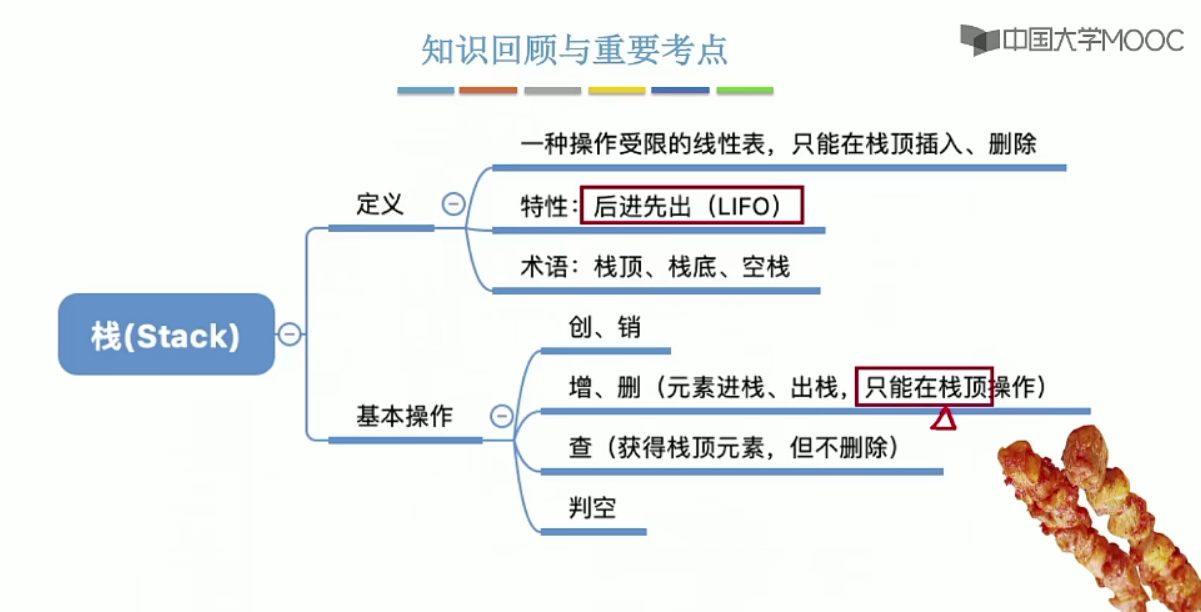 知识回顾与重要考点
中国大学MOOC
一种操作受限的线性表，只能在栈顶插入、删除
定义
特性：后进先出（LIFO）
术语：栈顶、栈底、空栈
栈(Stack)
创、销
增、删（元素进栈、出栈，只能在栈顶操作）
基本操作
查（获得栈顶元素，但不删除）
判空